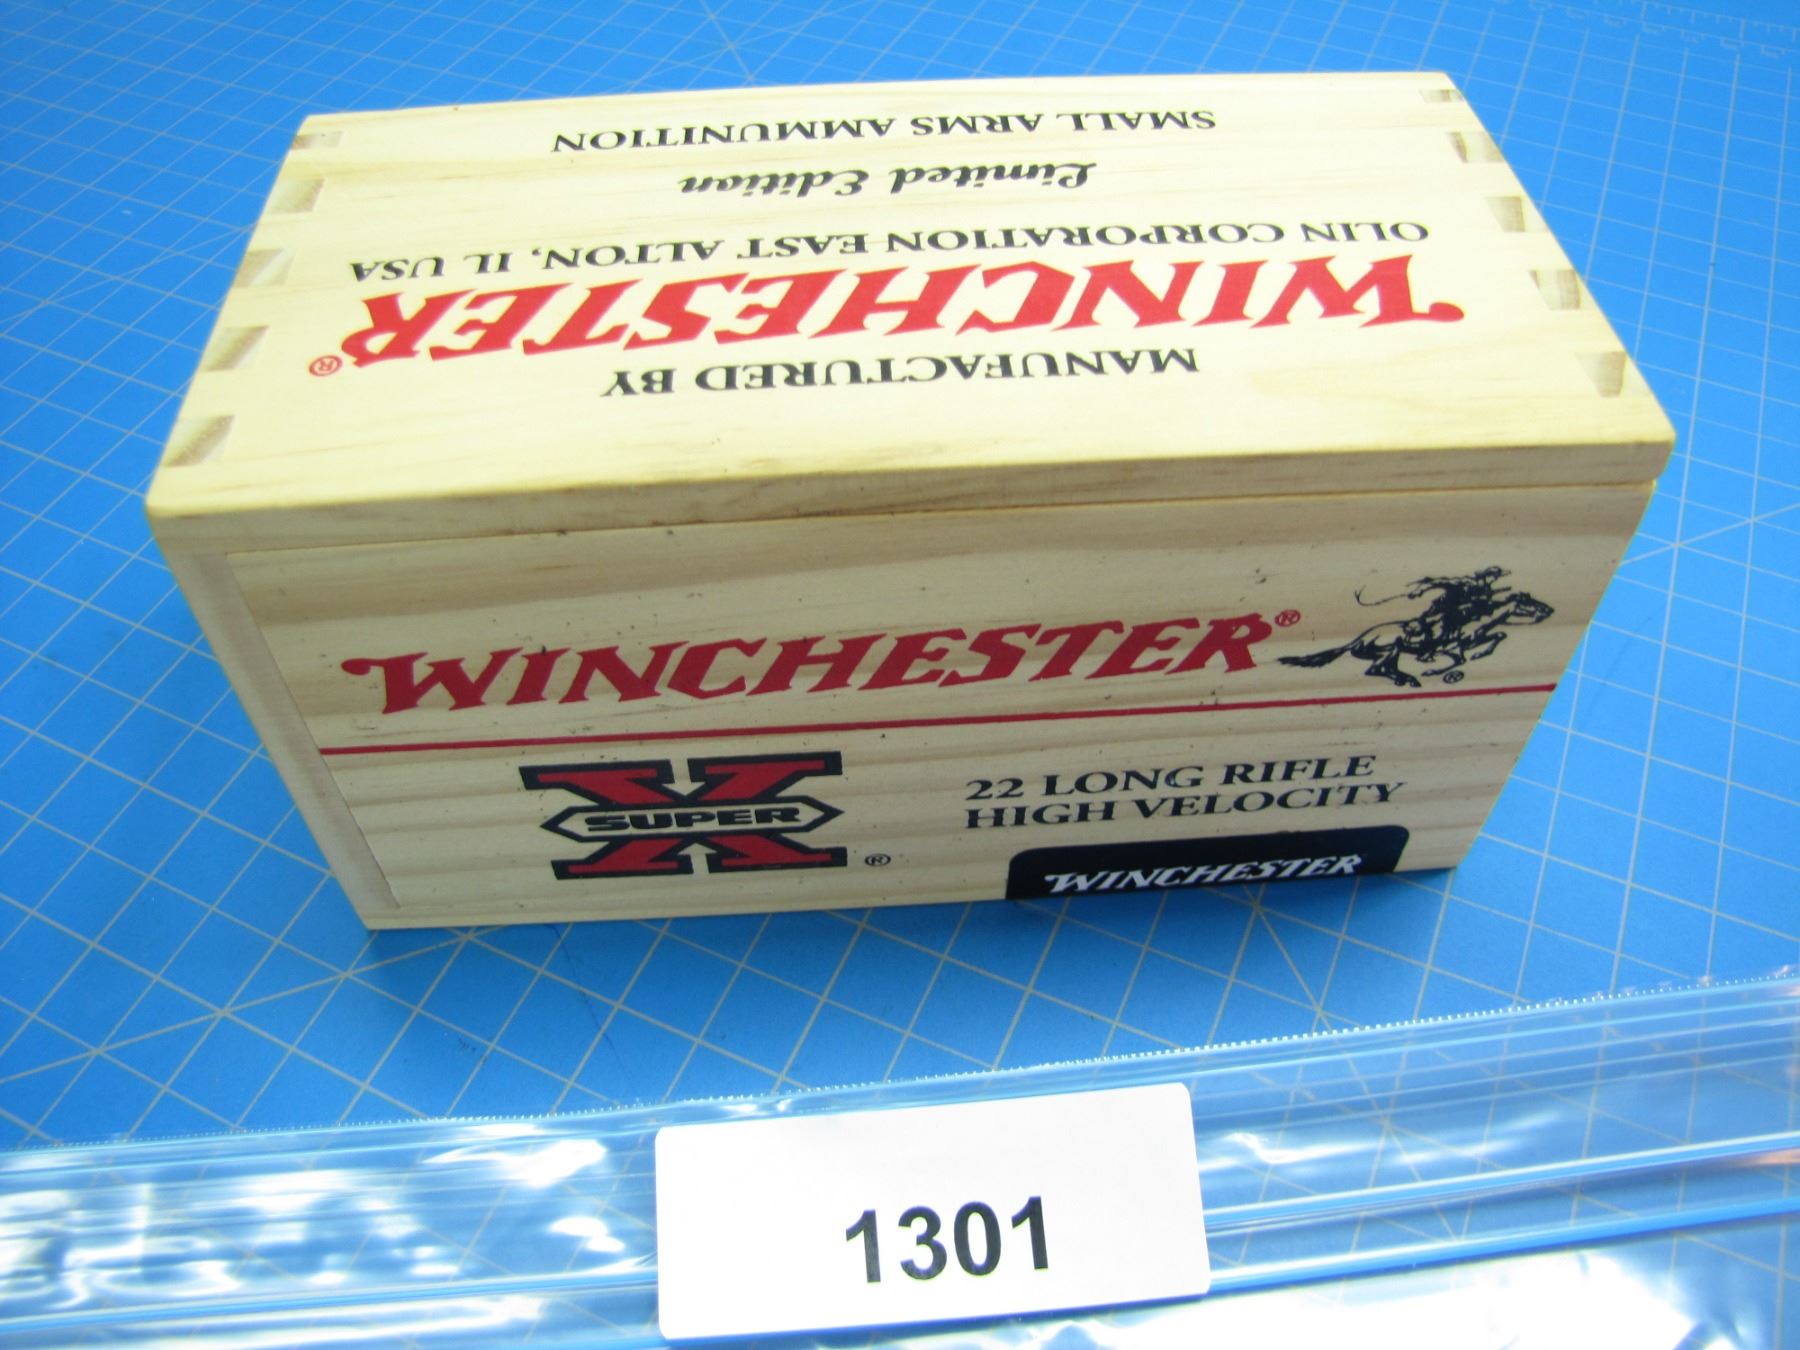 MANUFACTURED BY
WINCHESTER®
OLIN CORPORATION EAST ALTON, IL USA
Limited Edition
SMALL ARMS AMMUNITION
WINCHESTER®
®
SUPER X®
22 LONG RIFLE
HIGH VELOCITY
WINCHESTER
1301